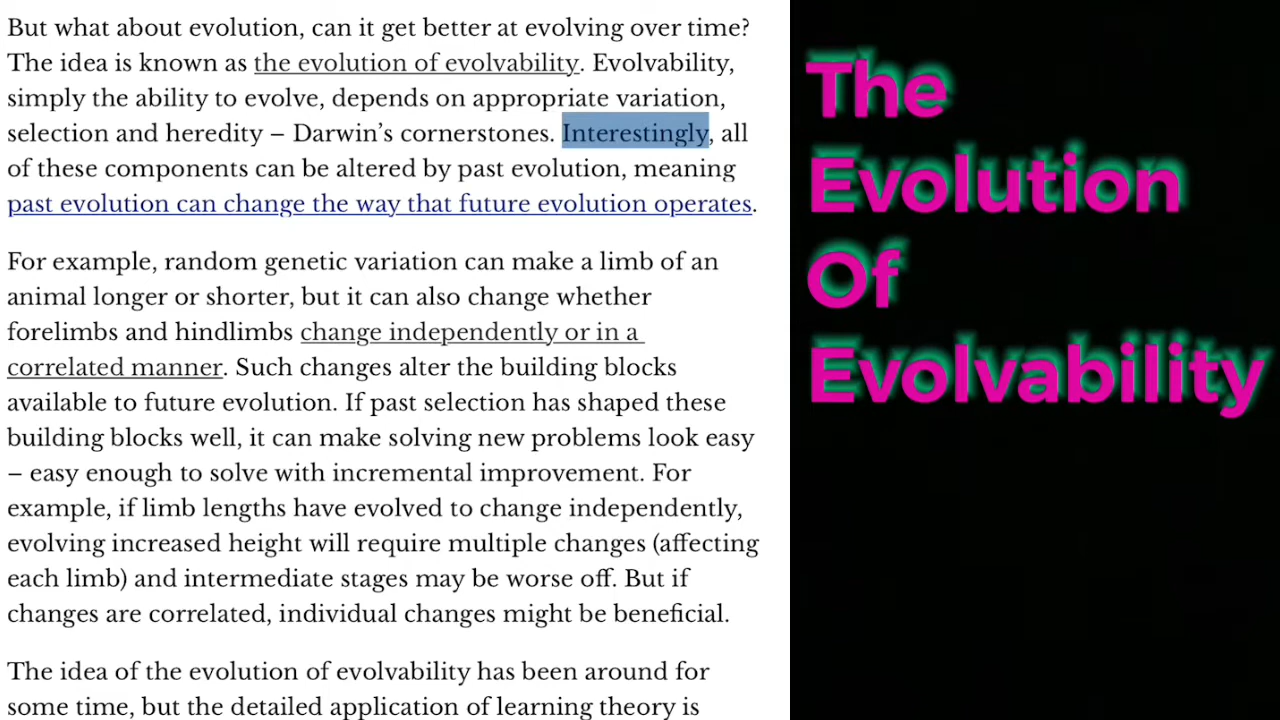 But what about evolution, can it get better at evolving over time?
The idea is known as the evolution of evolvability. Evolvability,
simply the ability to evolve, depends on appropriate variation,
selection and heredity – Darwin’s cornerstones. Interestingly, all
of these components can be altered by past evolution, meaning
past evolution can change the way that future evolution operates.
For example, random genetic variation can make a limb of an
animal longer or shorter, but it can also change whether
forelimbs and hindlimbs change independently or in a
correlated manner. Such changes alter the building blocks
available to future evolution. If past selection has shaped these
building blocks well, it can make solving new problems look easy
– easy enough to solve with incremental improvement. For
example, if limb lengths have evolved to change independently,
evolving increased height will require multiple changes (affecting
each limb) and intermediate stages may be worse off. But if
changes are correlated, individual changes might be beneficial.
The idea of the evolution of evolvability has been around for
some time, but the detailed application of learning theory is
The
Evolution
Of
Evolvability